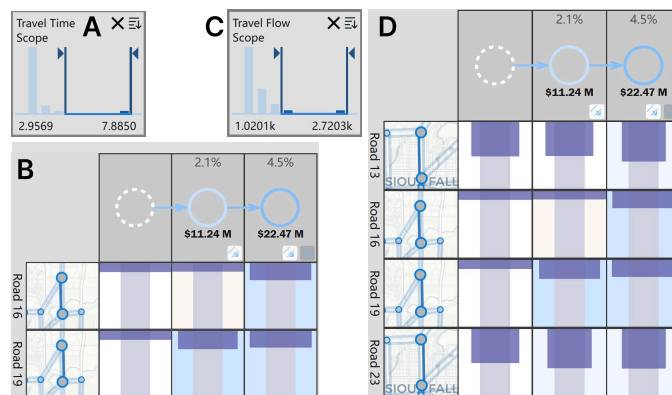 Travel Time
Scope
A
2.9569 7.8850
C
Travel Flow
Scope
1.0201k 2.7203k
B
2.1% 4.5%
$11.24 M $22.47 M
Road 16
Road 19
D
2.1% 4.5%
$11.24 M $22.47 M
Road 13
SIOUX FALL
Road 16
Road 19
Road 23
SIOUX FALL